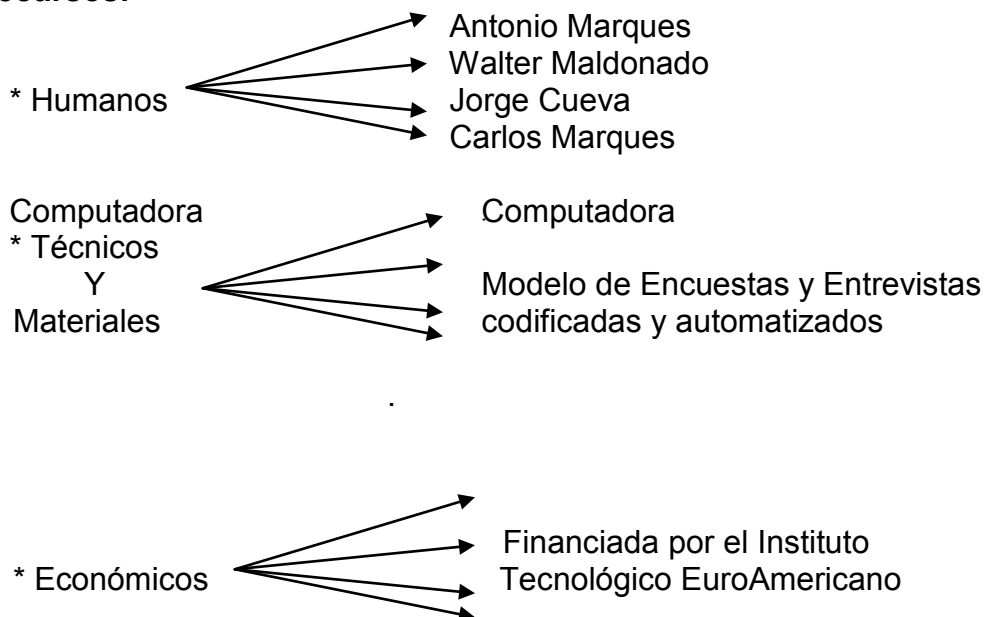 * Humanos
Antonio Marques
Walter Maldonado
Jorge Cueva
Carlos Marques
Computadora
* Técnicos
Y
Materiales
.Computadora
Modelo de Encuestas y Entrevistas
codificadas y automatizados
.
* Económicos
Financiada por el Instituto
Tecnológico EuroAmericano